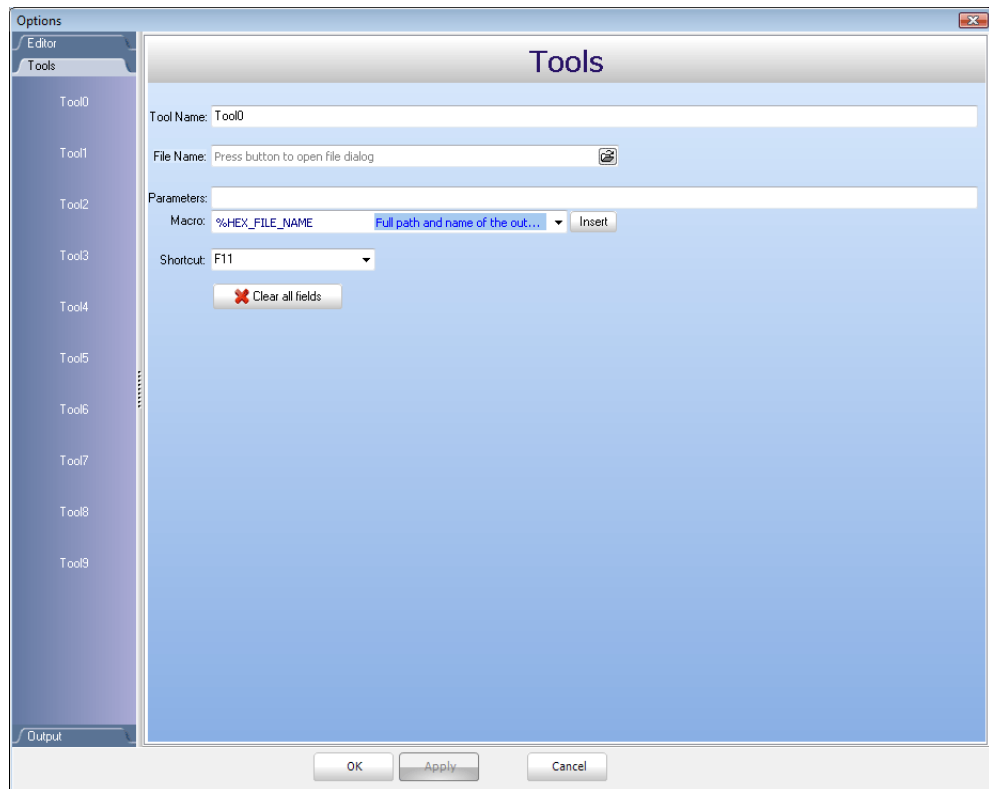 Options
Editor
Tools
Tool0
Tool1
Tool2
Tool3
Tool4
Tool5
Tool6
Tool7
Tool8
Tool9
Output
Tools
Tool Name: Tool0
File Name: Press button to open file dialog
Parameters:
Macro: %HEX_FILE_NAME Full path and name of the out... Insert
Shortcut: F11
Clear all fields
OK Apply Cancel